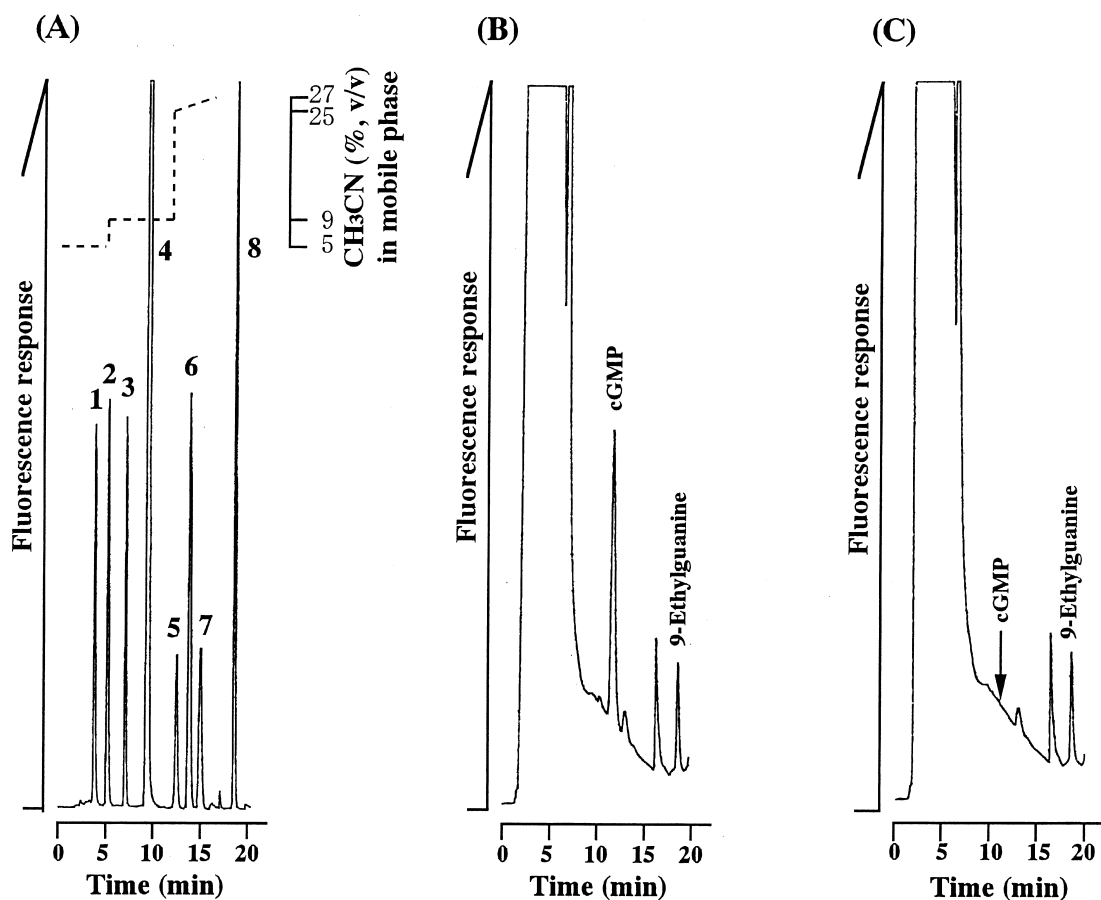 (A)
Fluorescence response
1
2
3
4
5
6
7
8
27
25
9
5
CH3CN (%, v/v)
in mobile phase
0 5 10 15 20
Time (min)
(B)
Fluorescence response
cGMP
9-Ethylguanine
0 5 10 15 20
Time (min)
(C)
Fluorescence response
cGMP
9-Ethylguanine
0 5 10 15 20
Time (min)